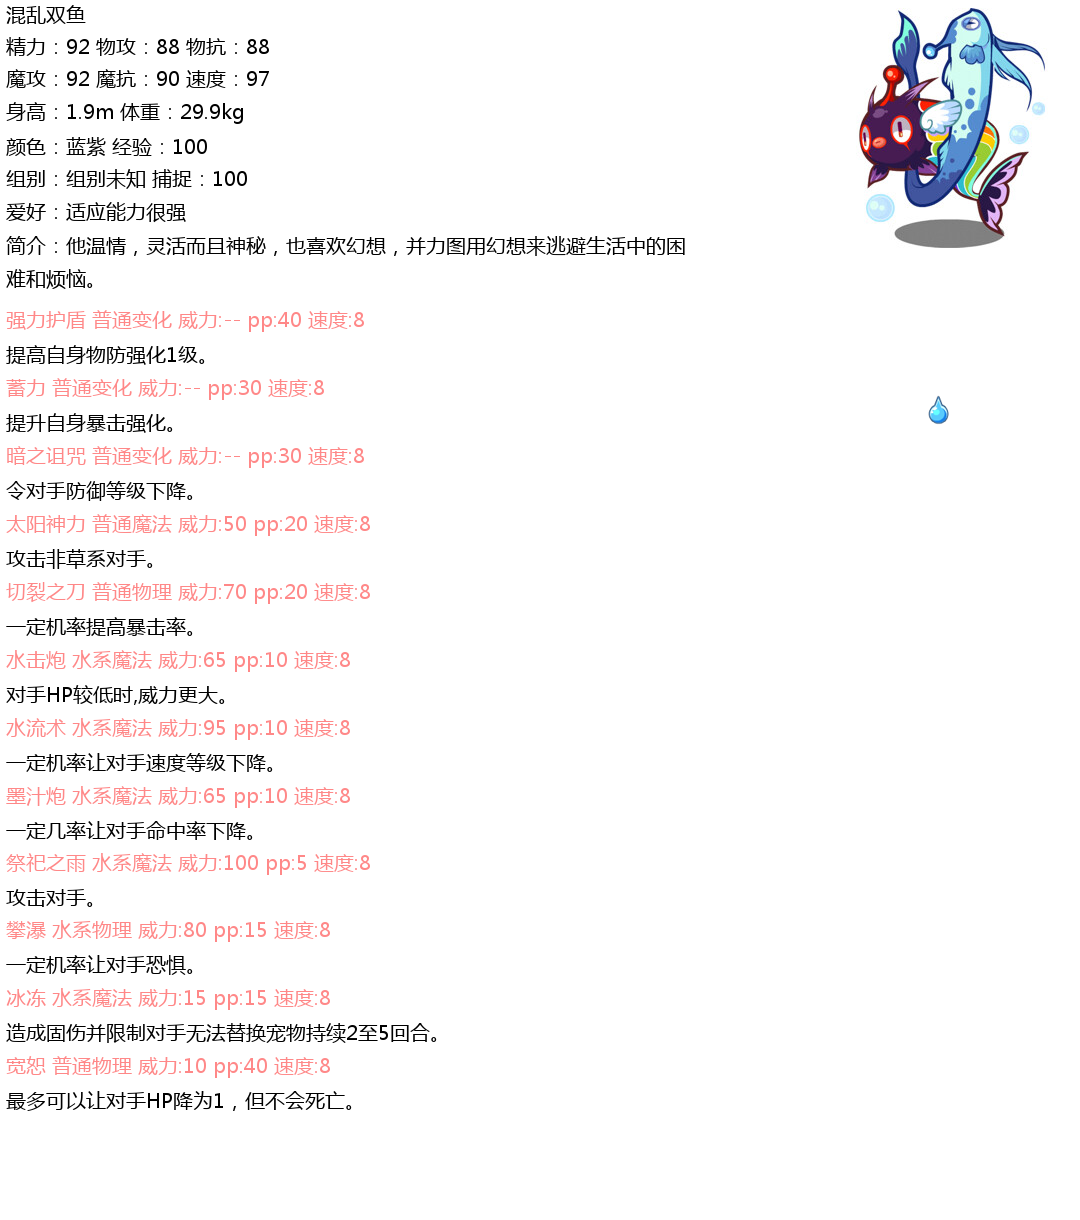 混乱双鱼
精力：92 物攻：88 物抗：88
魔攻：92 魔抗：90 速度：97
身高：1.9m 体重：29.9kg
颜色：蓝紫 经验：100
组别：组别未知 捕捉：100
爱好：适应能力很强
简介：他温情，灵活而且神秘，也喜欢幻想，并力图用幻想来逃避生活中的困
难和烦恼。
强力护盾 普通变化 威力:-- pp:40 速度:8
提高自身物防强化1级。
蓄力 普通变化 威力:-- pp:30 速度:8
提升自身暴击强化。
暗之诅咒 普通变化 威力:-- pp:30 速度:8
令对手防御等级下降。
太阳神力 普通魔法 威力:50 pp:20 速度:8
攻击非草系对手。
切裂之刀 普通物理 威力:70 pp:20 速度:8
一定机率提高暴击率。
水击炮 水系魔法 威力:65 pp:10 速度:8
对手HP较低时,威力更大。
水流术 水系魔法 威力:95 pp:10 速度:8
一定机率让对手速度等级下降。
墨汁炮 水系魔法 威力:65 pp:10 速度:8
一定几率让对手命中率下降。
祭祀之雨 水系魔法 威力:100 pp:5 速度:8
攻击对手。
攀瀑 水系物理 威力:80 pp:15 速度:8
一定机率让对手恐惧。
冰冻 水系魔法 威力:15 pp:15 速度:8
造成固伤并限制对手无法替换宠物持续2至5回合。
宽恕 普通物理 威力:10 pp:40 速度:8
最多可以让对手HP降为1，但不会死亡。